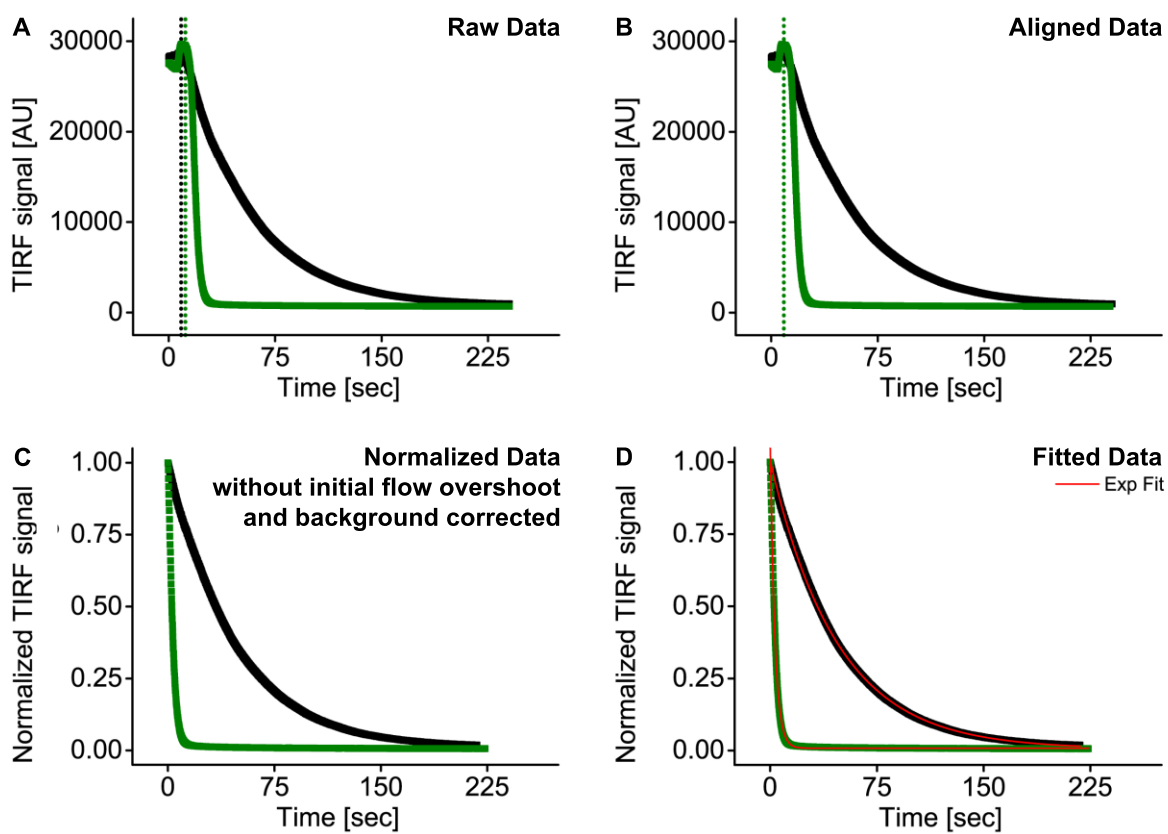 A
Raw Data
30000
20000
10000
0
TIRF signal [AU]
0 75 150 225
Time [sec]
B
Aligned Data
30000
20000
10000
0
TIRF signal [AU]
0 75 150 225
Time [sec]
C
Normalized Data
without initial flow overshoot
and background corrected
1.00
0.75
0.50
0.25
0.00
Normalized TIRF signal
0 75 150 225
Time [sec]
D
Fitted Data
Exp Fit
1.00
0.75
0.50
0.25
0.00
Normalized TIRF signal
0 75 150 225
Time [sec]